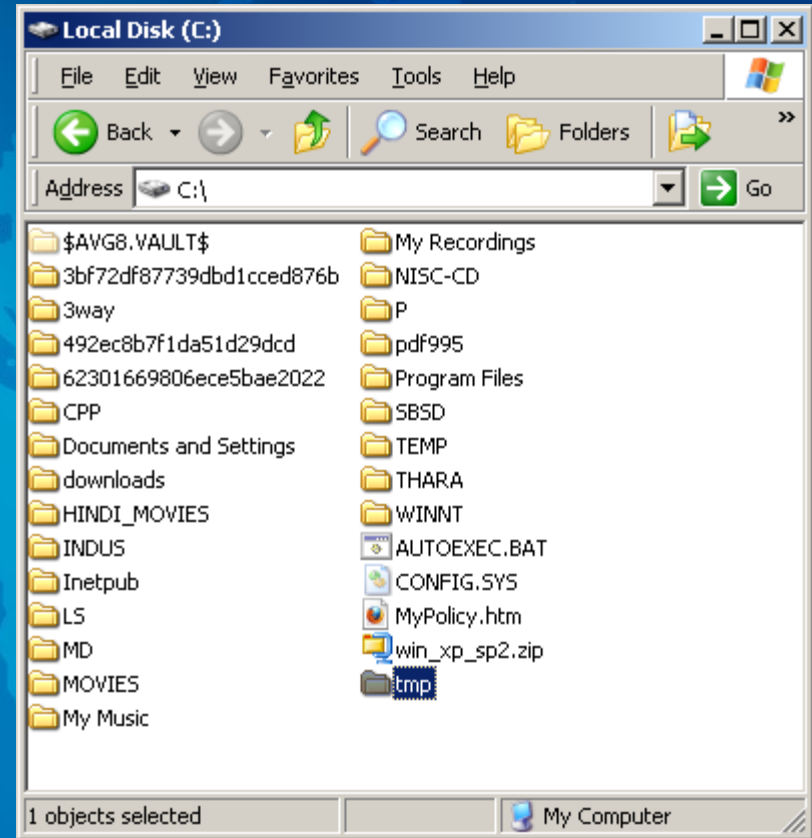 Local Disk (C:)
File Edit View Favorites Tools Help
Back Search Folders »
Address C:\ Go
$AVG8.VAULT$
3bf72df87739dbd1cced876b
3way
492ec8b7f1da51d29dcd
62301669806ece5bae2022
CPP
Documents and Settings
downloads
HINDI_MOVIES
INDUS
Inetpub
LS
MD
MOVIES
My Music
My Recordings
NISC-CD
P
pdf995
Program Files
SBSD
TEMP
THARA
WINNT
AUTOEXEC.BAT
CONFIG.SYS
MyPolicy.htm
win_xp_sp2.zip
tmp
1 objects selected My Computer